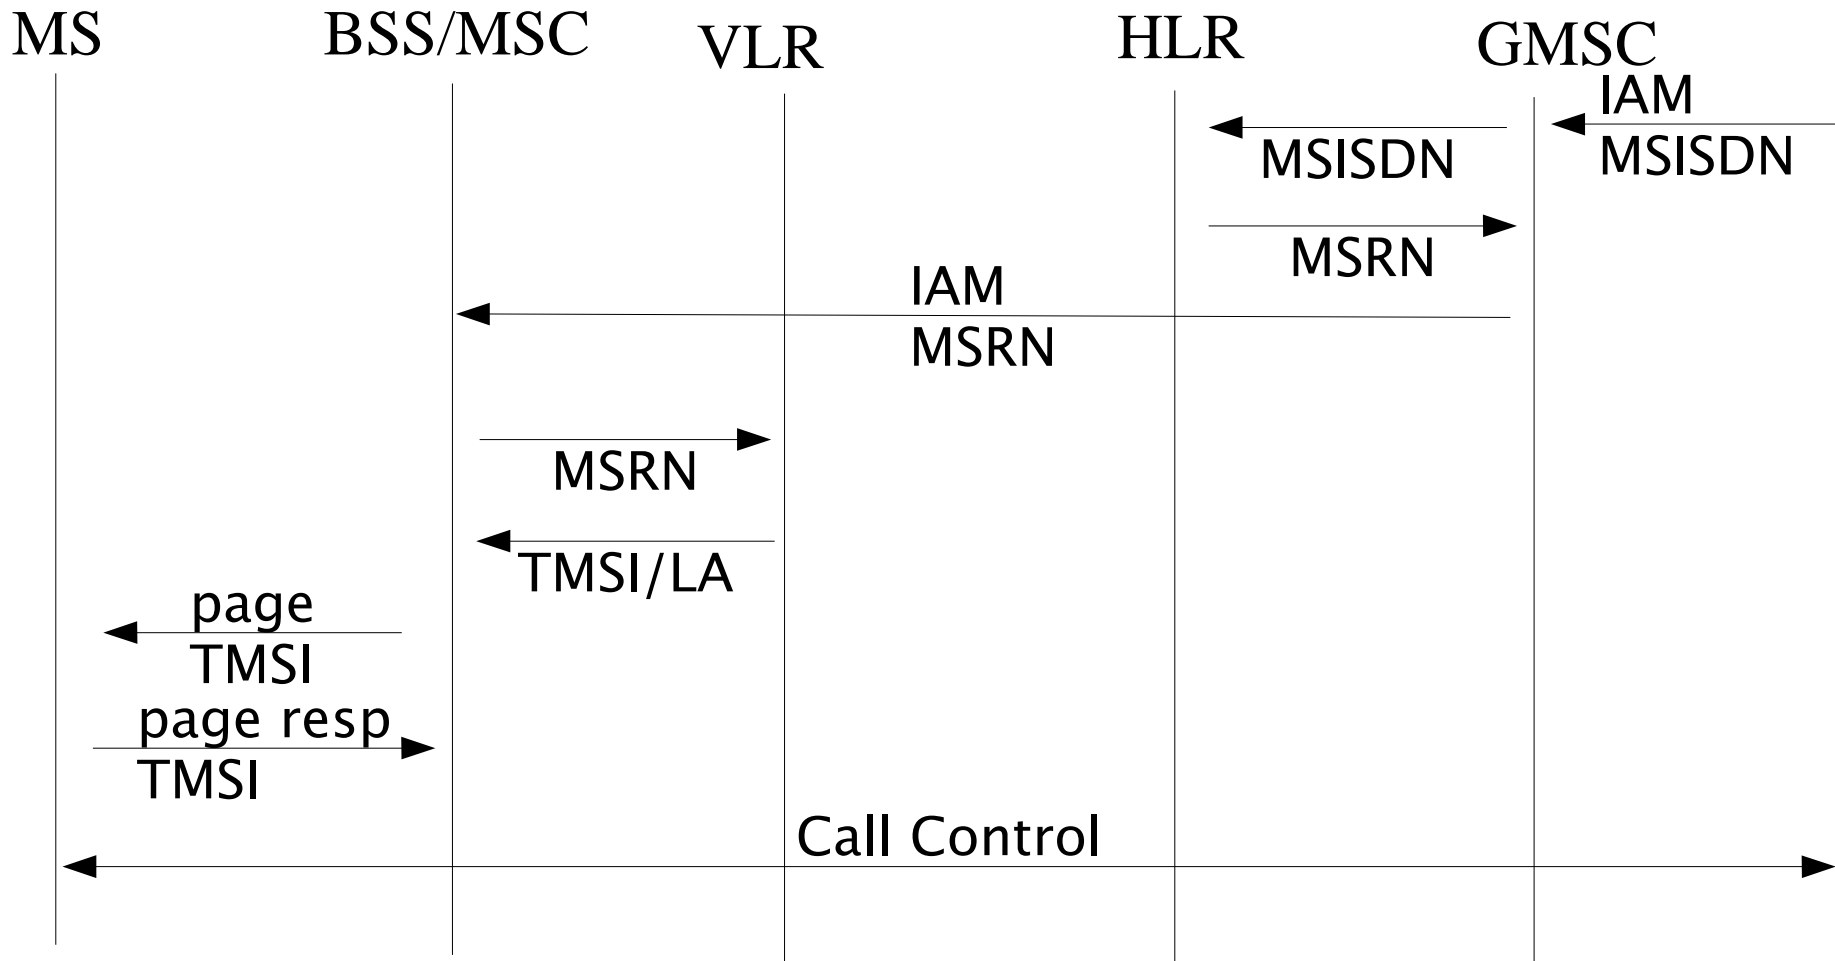 MS
BSS/MSC
VLR
HLR
GMSC
IAM
MSISDN
MSISDN
MSRN
IAM
MSRN
MSRN
TMSI/LA
page
TMSI
page resp
TMSI
Call Control